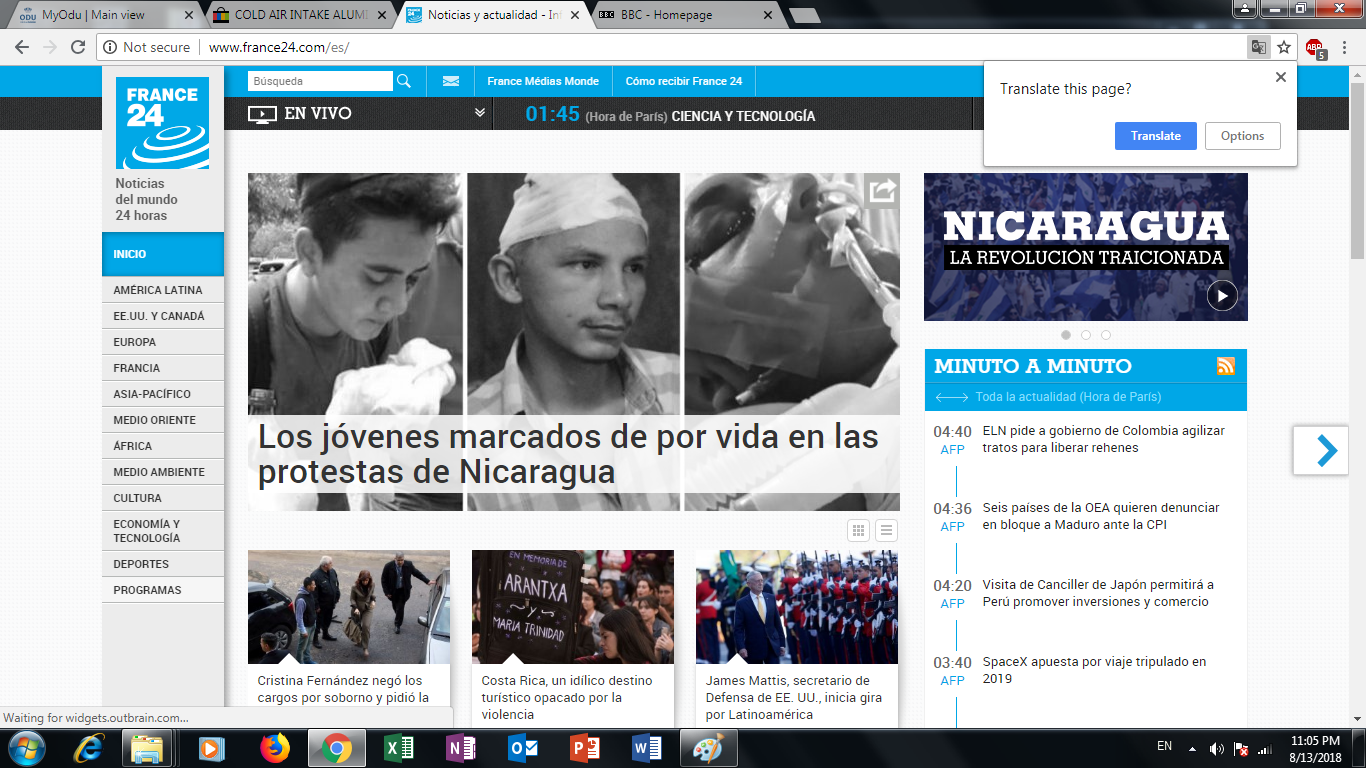 MyOdu | Main view
COLD AIR INTAKE ALUMI
Noticias y actualidad - Inf
BBC - Homepage
Not secure
www.france24.com/es/
ABP
5
Translate this page?
Translate
Options
Búsqueda
France Médias Monde
Cómo recibir France 24
EN VIVO
01:45 (Hora de París) CIENCIA Y TECNOLOGÍA
FRANCE
24
Noticias
del mundo
24 horas
INICIO
AMÉRICA LATINA
EE.UU. Y CANADÁ
EUROPA
FRANCIA
ASIA-PACÍFICO
MEDIO ORIENTE
ÁFRICA
MEDIO AMBIENTE
CULTURA
ECONOMÍA Y
TECNOLOGÍA
DEPORTES
PROGRAMAS
Los jóvenes marcados de por vida en las
protestas de Nicaragua
EN MEMORIA DE
ARANTXA
Y
MARIA TRINIDAD
Cristina Fernández negó los
cargos por soborno y pidió la
Costa Rica, un idílico destino
turístico opacado por la
violencia
James Mattis, secretario de
Defensa de EE. UU., inicia gira
por Latinoamérica
NICARAGUA
LA REVOLUCIÓN TRAICIONADA
MINUTO A MINUTO
Toda la actualidad (Hora de París)
04:40
AFP
ELN pide a gobierno de Colombia agilizar
tratos para liberar rehenes
04:36
AFP
Seis países de la OEA quieren denunciar
en bloque a Maduro ante la CPI
04:20
AFP
Visita de Canciller de Japón permitirá a
Perú promover inversiones y comercio
03:40
AFP
SpaceX apuesta por viaje tripulado en
2019
Waiting for widgets.outbrain.com...
EN
11:05 PM
8/13/2018